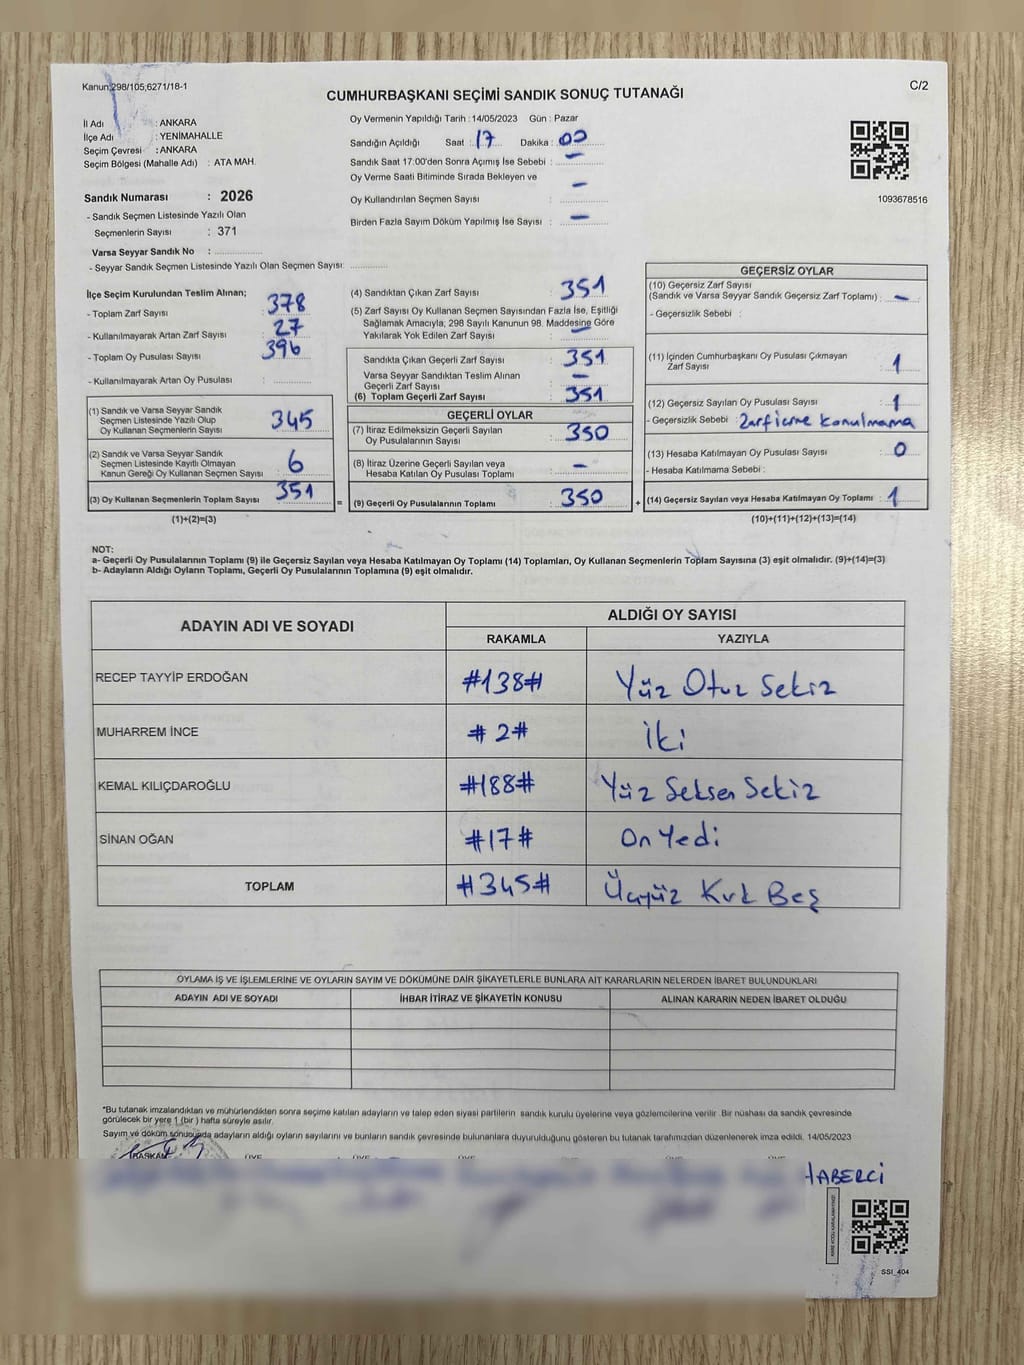 Kanun:298/105,6271/18-1
C/2
CUMHURBAŞKANI SEÇİMİ SANDIK SONUÇ TUTANAĞI
İl Adı : ANKARA
İlçe Adı : YENİMAHALLE
Seçim Çevresi : ANKARA
Seçim Bölgesi (Mahalle Adı) : ATA MAH.
Sandık Numarası : 2026
- Sandık Seçmen Listesinde Yazılı Olan
Seçmenlerin Sayısı : 371
Varsa Seyyar Sandık No :
- Seyyar Sandık Seçmen Listesinde Yazılı Olan Seçmen Sayısı:
Oy Vermenin Yapıldığı Tarih : 14/05/2023 Gün : Pazar
Sandığın Açıldığı Saat : 17 Dakika : 00
Sandık Saat 17:00'den Sonra Açımış İse Sebebi : -
Oy Verme Saati Bitiminde Sırada Bekleyen ve
Oy Kullandırılan Seçmen Sayısı : -
Birden Fazla Sayım Döküm Yapılmış İse Sayısı : -
1093678516
İlçe Seçim Kurulundan Teslim Alınan;
- Toplam Zarf Sayısı : 378
- Kullanılmayarak Artan Zarf Sayısı : 27
- Toplam Oy Pusulası Sayısı : 396
- Kullanılmayarak Artan Oy Pusulası :
(1) Sandık ve Varsa Seyyar Sandık
Seçmen Listesinde Yazılı Olup
Oy Kullanan Seçmenlerin Sayısı : 345
(2) Sandık ve Varsa Seyyar Sandık
Seçmen Listesinde Kayıtlı Olmayan
Kanun Gereği Oy Kullanan Seçmen Sayısı : 6
(3) Oy Kullanan Seçmenlerin Toplam Sayısı : 351
(1)+(2)=(3)
=
(4) Sandıktan Çıkan Zarf Sayısı : 351
(5) Zarf Sayısı Oy Kullanan Seçmen Sayısından Fazla İse, Eşitliği
Sağlamak Amacıyla, 298 Sayılı Kanunun 98. Maddesine Göre
Yakılarak Yok Edilen Zarf Sayısı : -
Sandıkta Çıkan Geçerli Zarf Sayısı : 351
Varsa Seyyar Sandıktan Teslim Alınan
Geçerli Zarf Sayısı : -
(6) Toplam Geçerli Zarf Sayısı : 351
GEÇERLİ OYLAR
(7) İtiraz Edilmeksizin Geçerli Sayılan
Oy Pusulalarının Sayısı : 350
(8) İtiraz Üzerine Geçerli Sayılan veya
Hesaba Katılan Oy Pusulası Toplamı : -
(9) Geçerli Oy Pusulalarının Toplamı : 350
+
GEÇERSİZ OYLAR
(10) Geçersiz Zarf Sayısı
(Sandık ve Varsa Seyyar Sandık Geçersiz Zarf Toplamı) : -
- Geçersizlik Sebebi :
(11) İçinden Cumhurbaşkanı Oy Pusulası Çıkmayan
Zarf Sayısı : 1
(12) Geçersiz Sayılan Oy Pusulası Sayısı : 1
- Geçersizlik Sebebi : Zarf icine konulmama
(13) Hesaba Katılmayan Oy Pusulası Sayısı : 0
- Hesaba Katılmama Sebebi :
(14) Geçersiz Sayılan veya Hesaba Katılmayan Oy Toplamı : 1
(10)+(11)+(12)+(13)=(14)
NOT:
a- Geçerli Oy Pusulalarının Toplamı (9) ile Geçersiz Sayılan veya Hesaba Katılmayan Oy Toplamı (14) Toplamları, Oy Kullanan Seçmenlerin Toplam Sayısına (3) eşit olmalıdır. (9)+(14)=(3)
b- Adayların Aldığı Oyların Toplamı, Geçerli Oy Pusulalarının Toplamına (9) eşit olmalıdır.
ADAYIN ADI VE SOYADI
ALDIĞI OY SAYISI
RAKAMLA YAZIYLA
RECEP TAYYİP ERDOĞAN #138# Yüz Otuz Sekiz
MUHARREM İNCE #2# İki
KEMAL KILIÇDAROĞLU #188# Yüz Seksen Sekiz
SİNAN OĞAN #17# On Yedi
TOPLAM #345# Üçyüz Kırk Beş
OYLAMA İŞ VE İŞLEMLERİNE VE OYLARIN SAYIM VE DÖKÜMÜNE DAİR ŞİKAYETLERLE BUNLARA AİT KARARLARIN NELERDEN İBARET BULUNDUKLARI
ADAYIN ADI VE SOYADI İHBAR İTİRAZ VE ŞİKAYETİN KONUSU ALINAN KARARIN NEDEN İBARET OLDUĞU
*Bu tutanak imzalandıktan ve mühürlendikten sonra seçime katılan adayların ve talep eden siyasi partilerin sandık kurulu üyelerine veya gözlemcilerine verilir .Bir nüshası da sandık çevresinde
görülecek bir yere 1 (bir ) hafta süreyle asılır.
Sayım ve döküm sonucunda adayların aldığı oyların sayılarını ve bunların sandık çevresinde bulunanlara duyurulduğunu gösteren bu tutanak tarafımızdan düzenlenerek imza edildi. 14/05/2023
BAŞKAN ÜYE ÜYE ÜYE ÜYE ÜYE
HABERCİ
KARE KODU KARALAMAYINIZ!
SSI_404